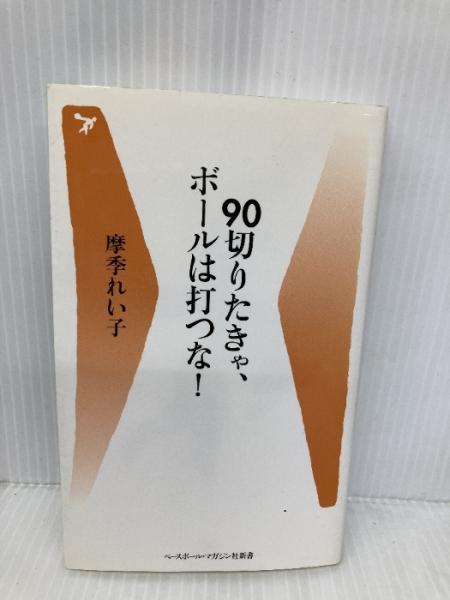 90切りたきゃ、
ボールは打つな!
摩季れい子
ベースボール・マガジン社新書